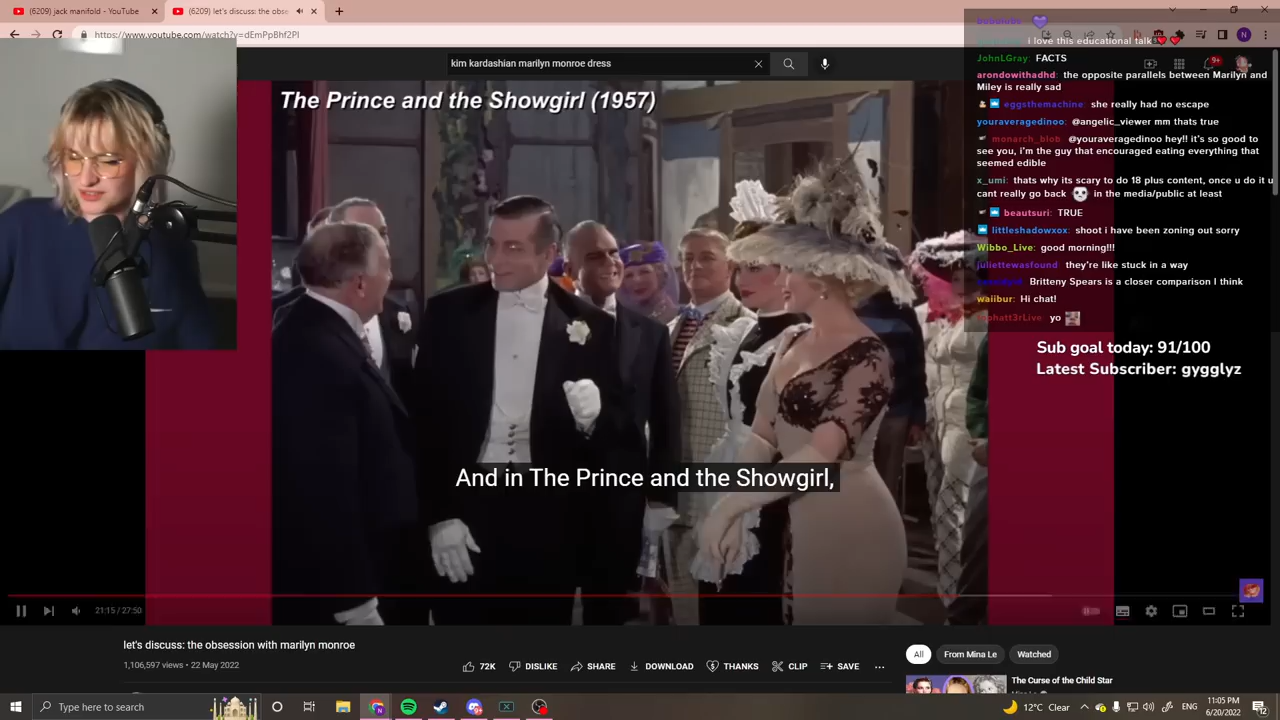 (6209) jack manifold - YouTube
(6209) let's discuss: the obse
https://www.youtube.com/watch?v=dEmPpBhf2PI
N
kim kardashian marilyn monroe dress
9+
The Prince and the Showgirl (1957)
i love this educational talk
JohnLGray: FACTS
arondowithadhd: the opposite parallels between Marilyn and
Miley is really sad
eggsthemachine: she really had no escape
youraveragedinoo: @angelic_viewer mm thats true
monarch_blob: @youraveragedinoo hey!! it's so good to
see you, i'm the guy that encouraged eating everything that
seemed edible
x_umi: thats why its scary to do 18 plus content, once u do it u
cant really go back in the media/public at least
beautsuri: TRUE
littleshadowxox: shoot i have been zoning out sorry
Wibbo_Live: good morning!!!
juliettewasfound: they're like stuck in a way
Britteny Spears is a closer comparison I think
waiibur: Hi chat!
yo
Sub goal today: 91/100
Latest Subscriber: gygglyz
And in The Prince and the Showgirl,
21:15 / 27:50
let's discuss: the obsession with marilyn monroe
1,106,597 views • 22 May 2022
72K
DISLIKE
SHARE
DOWNLOAD
THANKS
CLIP
SAVE
All
From Mina Le
Watched
The Curse of the Child Star
Type here to search
12°C Clear
11:05 PM
6/20/2022
12